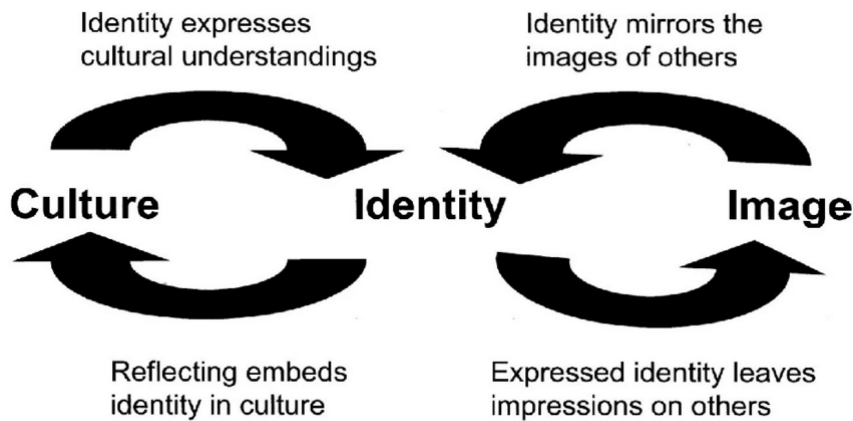 Identity expresses
cultural understandings
Identity mirrors the
images of others
Culture
Identity
Image
Reflecting embeds
identity in culture
Expressed identity leaves
impressions on others